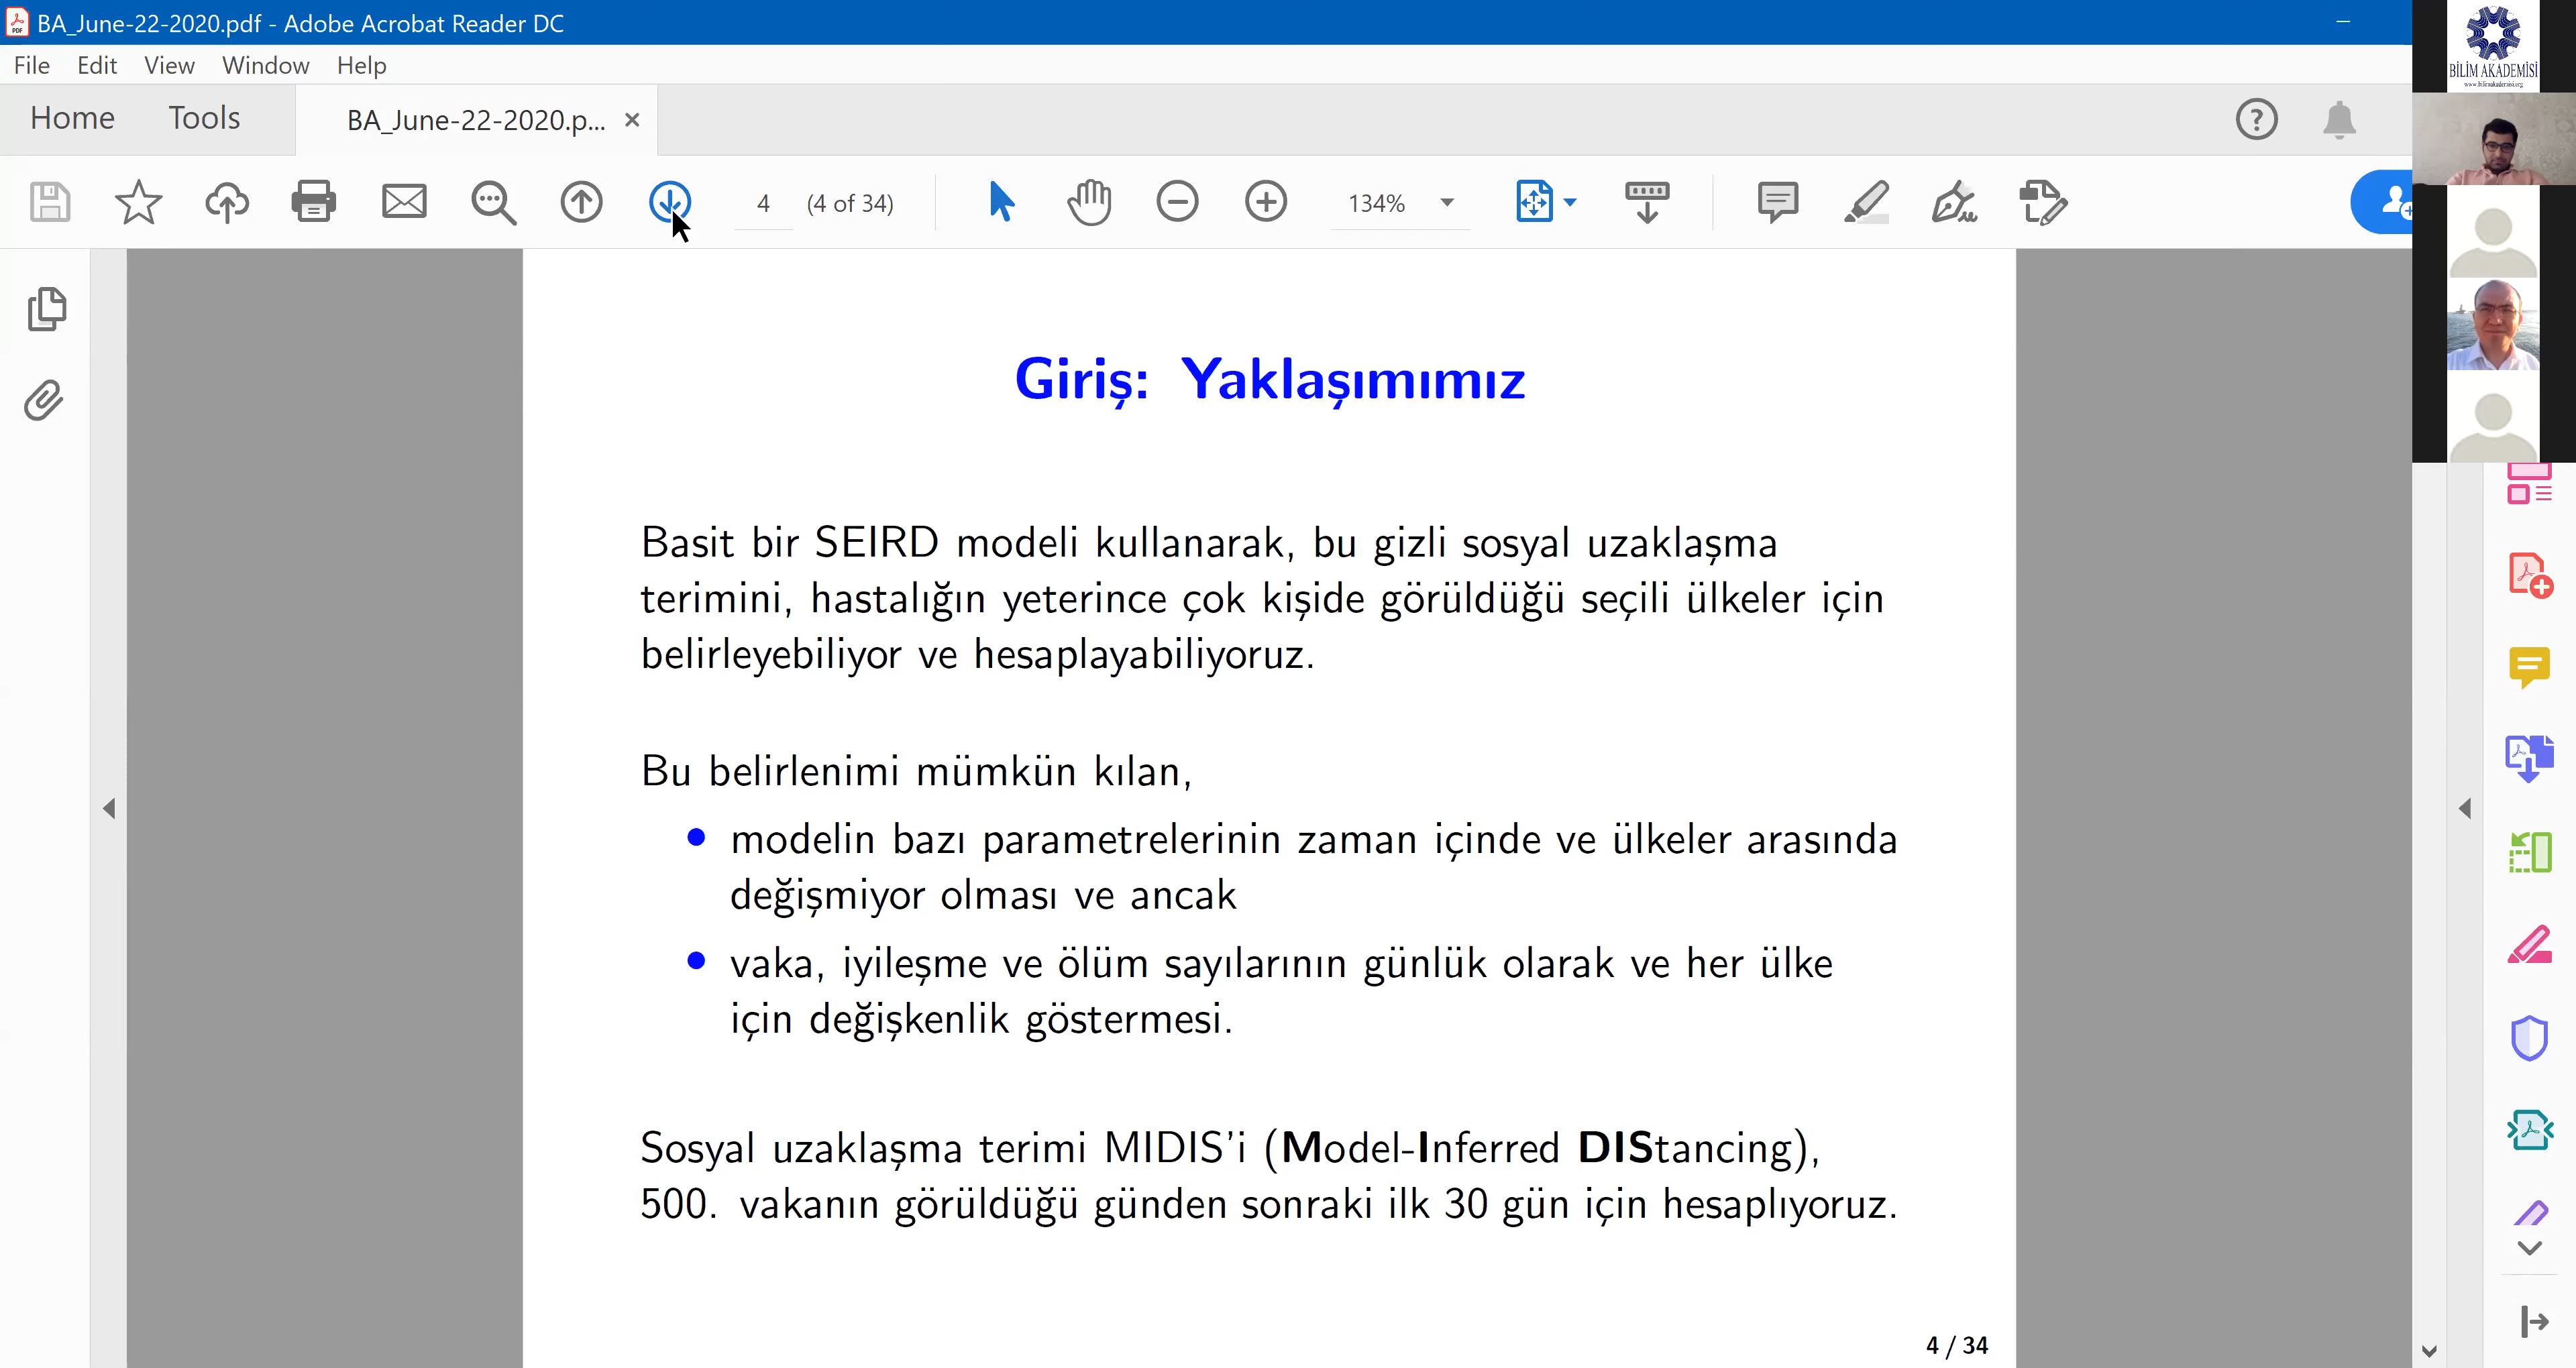 BA_June-22-2020.pdf - Adobe Acrobat Reader DC
File Edit View Window Help
Home Tools BA_June-22-2020.p... ×
4 (4 of 34) 134%
BİLİM AKADEMİSİ
www.bilimakademisi.org
Giriş: Yaklaşımımız
Basit bir SEIRD modeli kullanarak, bu gizli sosyal uzaklaşma
terimini, hastalığın yeterince çok kişide görüldüğü seçili ülkeler için
belirleyebiliyor ve hesaplayabiliyoruz.
Bu belirlenimi mümkün kılan,
• modelin bazı parametrelerinin zaman içinde ve ülkeler arasında
değişmiyor olması ve ancak
• vaka, iyileşme ve ölüm sayılarının günlük olarak ve her ülke
için değişkenlik göstermesi.
Sosyal uzaklaşma terimi MIDIS'i (Model-Inferred DIStancing),
500. vakanın görüldüğü günden sonraki ilk 30 gün için hesaplıyoruz.
4 / 34